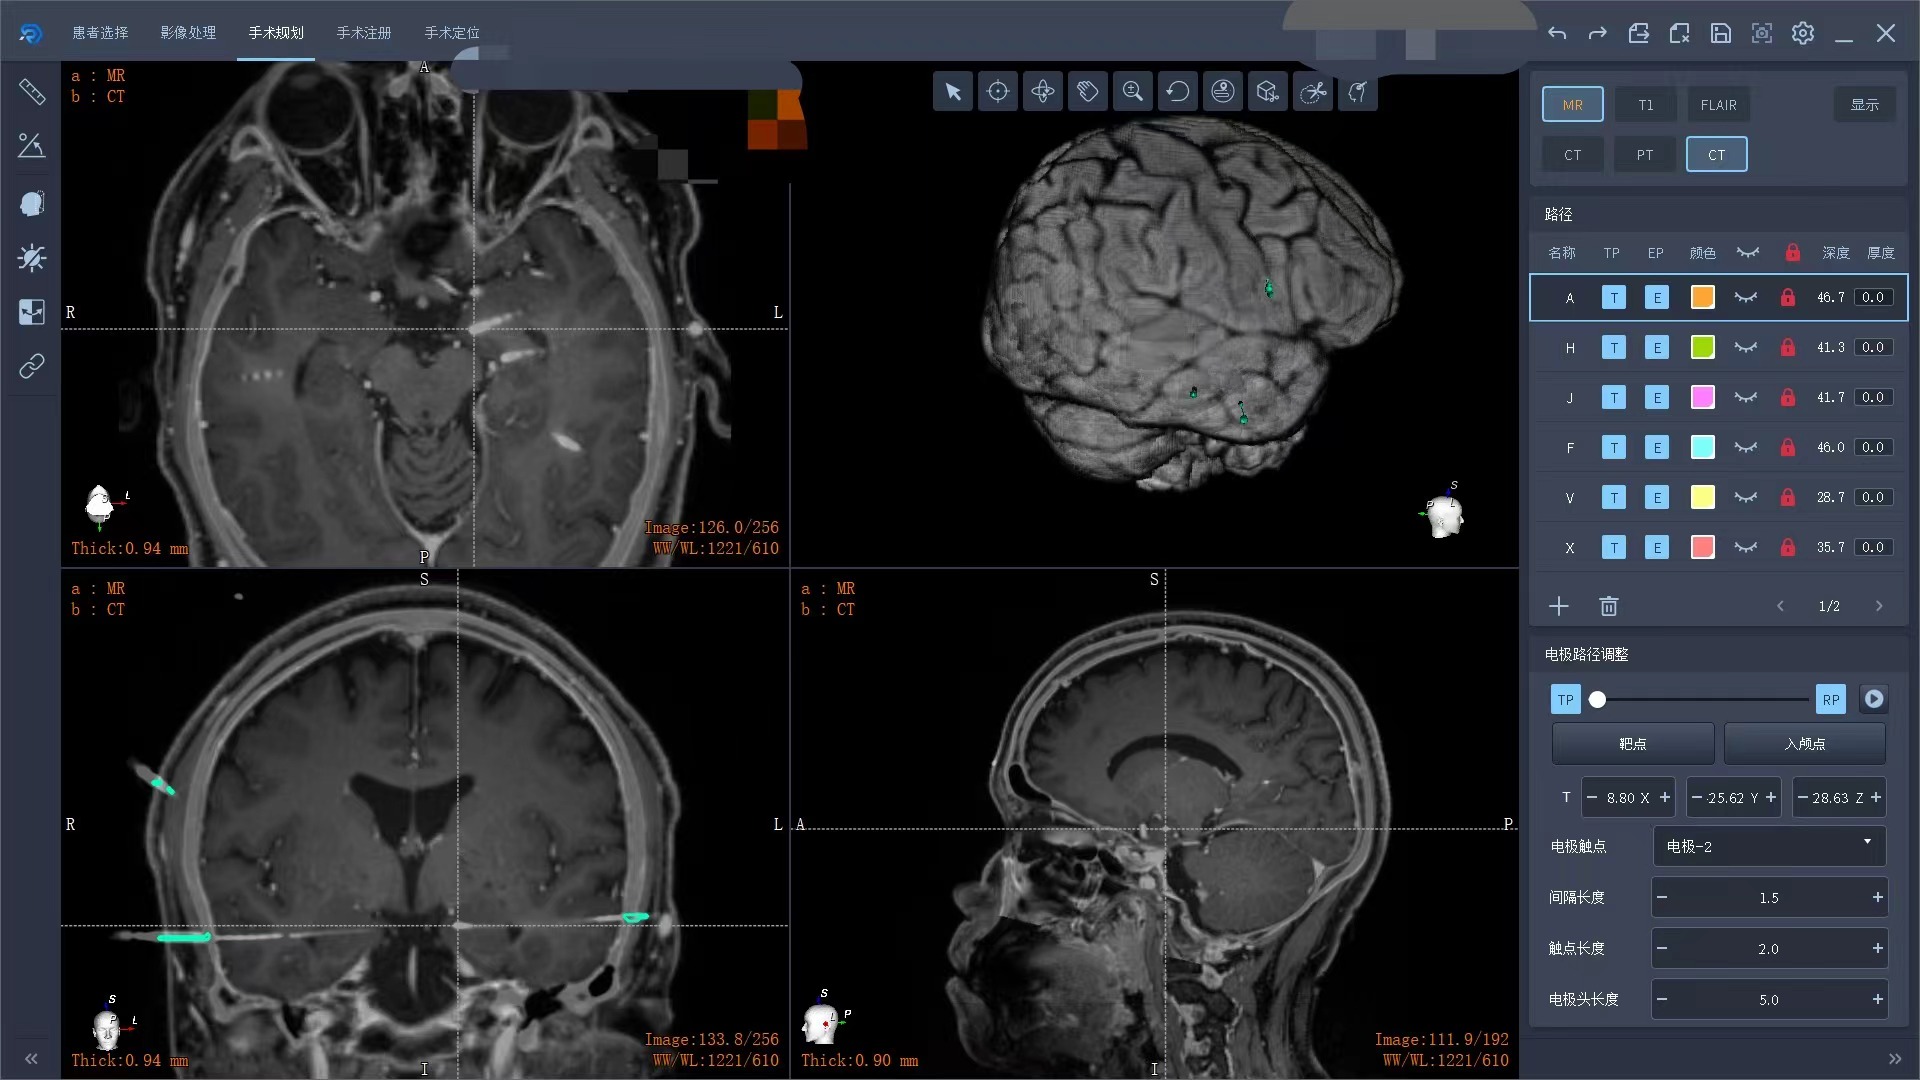 患者选择 影像处理 手术规划 手术注册 手术定位
a : MR
b : CT
A
R
L
P
Thick:0.94 mm
Image:126.0/256
WW/WL:1221/610
S
P
L
a : MR
b : CT
S
R
L
I
Thick:0.94 mm
Image:133.8/256
WW/WL:1221/610
a : MR
b : CT
S
A
P
I
Thick:0.90 mm
Image:111.9/192
WW/WL:1221/610
MR T1 FLAIR 显示
CT PT CT
路径
名称 TP EP 颜色 深度 厚度
A T E 46.7 0.0
H T E 41.3 0.0
J T E 41.7 0.0
F T E 46.0 0.0
V T E 28.7 0.0
X T E 35.7 0.0
1/2
电极路径调整
TP RP
靶点 入颅点
T − 8.80 X + − 25.62 Y + − 28.63 Z +
电极触点 电极-2
间隔长度 − 1.5 +
触点长度 − 2.0 +
电极头长度 − 5.0 +